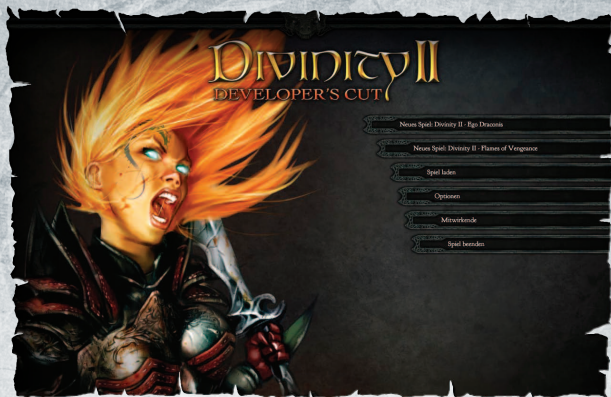 DIVINITY II
DEVELOPER'S CUT
Neues Spiel: Divinity II - Ego Draconis
Neues Spiel: Divinity II - Flames of Vengeance
Spiel laden
Optionen
Mitwirkende
Spiel beenden